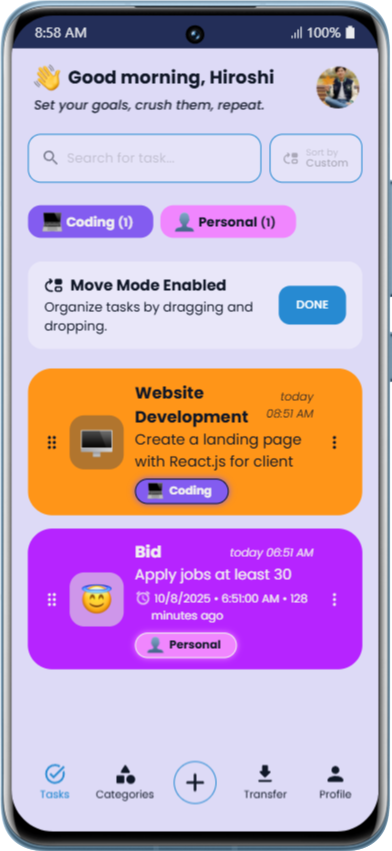 8:58 AM 100%
👋 Good morning, Hiroshi
Set your goals, crush them, repeat.
Search for task...
Sort by
Custom
Coding (1) Personal (1)
Move Mode Enabled
Organize tasks by dragging and
dropping.
DONE
Website
Development
today
08:51 AM
Create a landing page
with React.js for client
Coding
Bid today 06:51 AM
Apply jobs at least 30
10/8/2025 • 6:51:00 AM • 128
minutes ago
Personal
Tasks Categories Transfer Profile